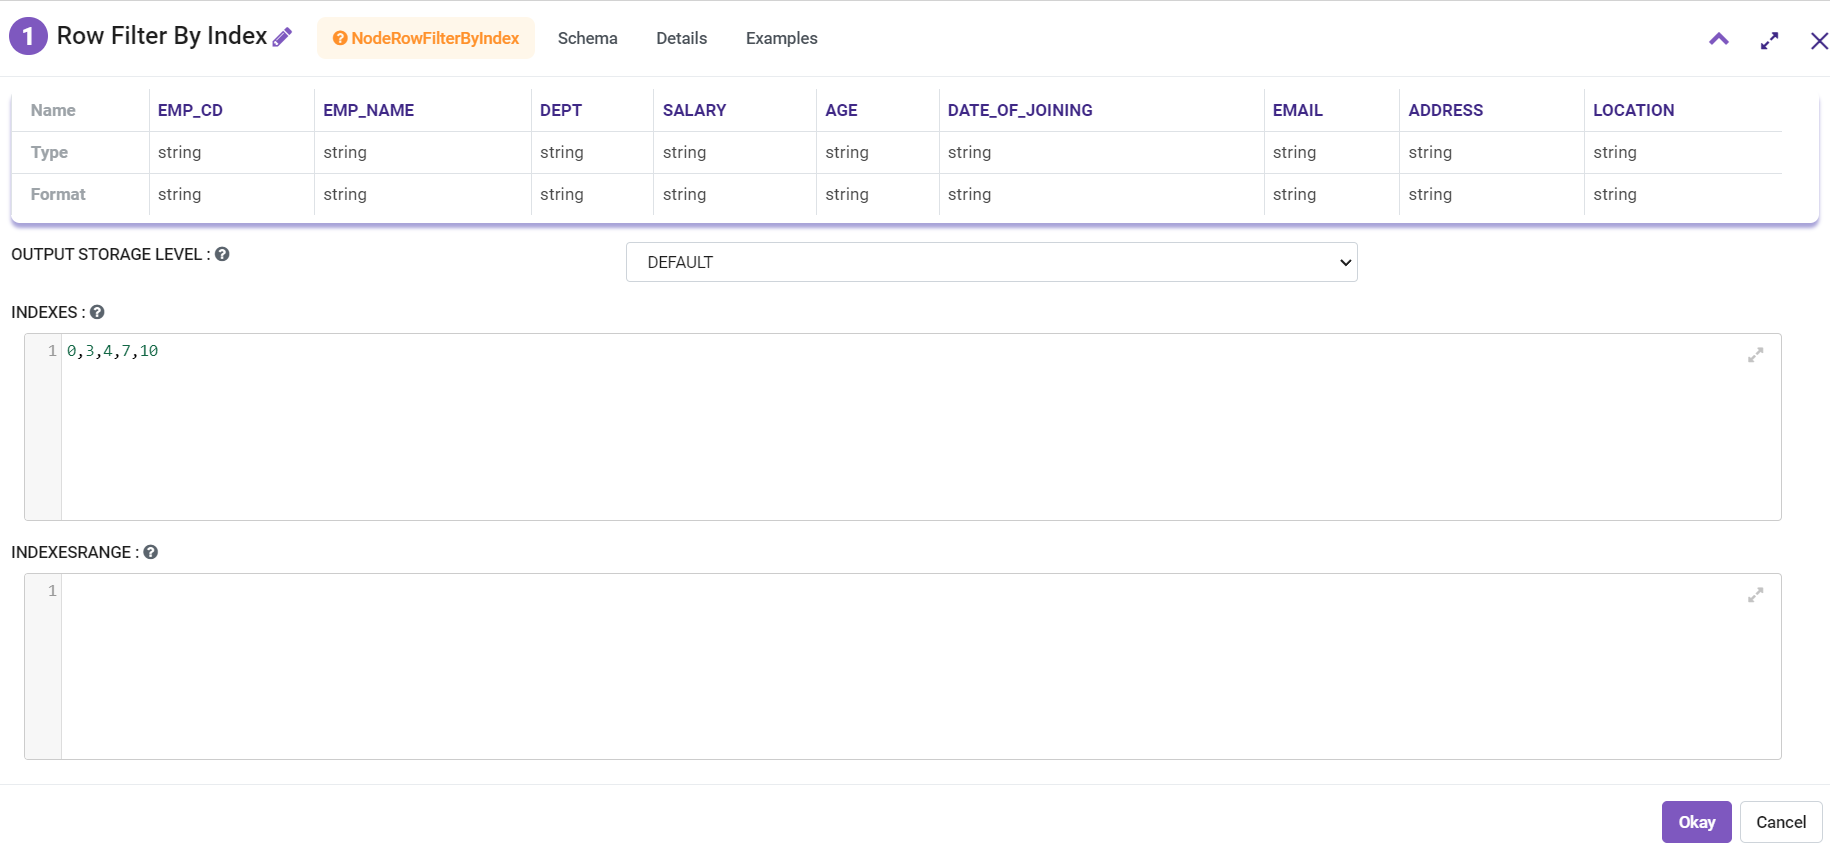 1 Row Filter By Index NodeRowFilterByIndex Schema Details Examples
Name EMP_CD EMP_NAME DEPT SALARY AGE DATE_OF_JOINING EMAIL ADDRESS LOCATION
Type string string string string string string string string string
Format string string string string string string string string string
OUTPUT STORAGE LEVEL : DEFAULT
INDEXES :
1 0,3,4,7,10
INDEXESRANGE :
1
Okay Cancel